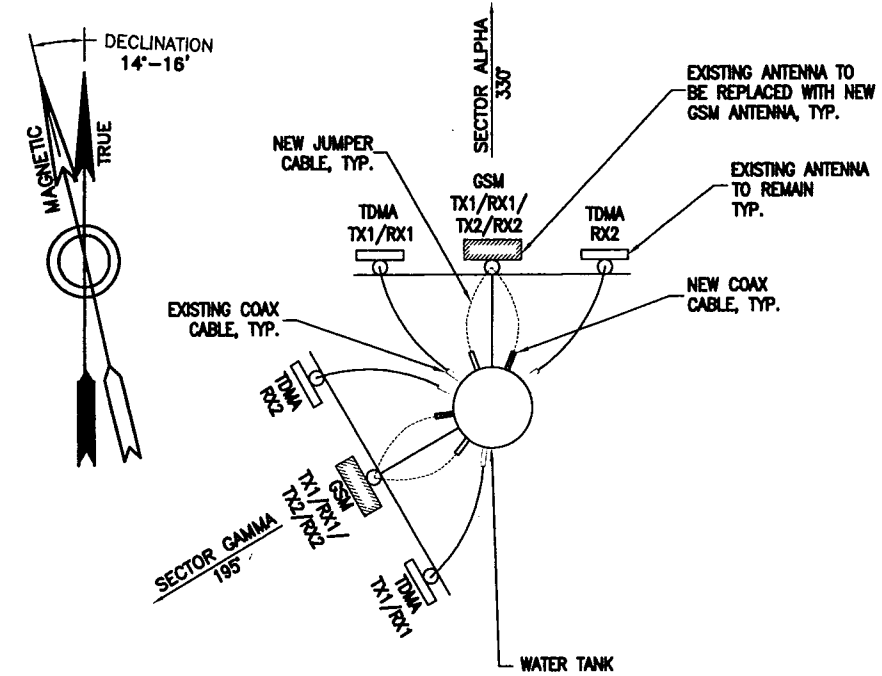 DECLINATION
14°-16'
MAGNETIC
TRUE
SECTOR ALPHA
330°
EXISTING ANTENNA TO
BE REPLACED WITH NEW
GSM ANTENNA, TYP.
NEW JUMPER
CABLE, TYP.
EXISTING ANTENNA
TO REMAIN
TYP.
GSM
TX1/RX1/
TX2/RX2
TDMA
TX1/RX1
TDMA
RX2
NEW COAX
CABLE, TYP.
EXISTING COAX
CABLE, TYP.
TDMA
RX2
GSM
TX1/RX1/
TX2/RX2
SECTOR GAMMA
195°
TDMA
TX1/RX1
WATER TANK